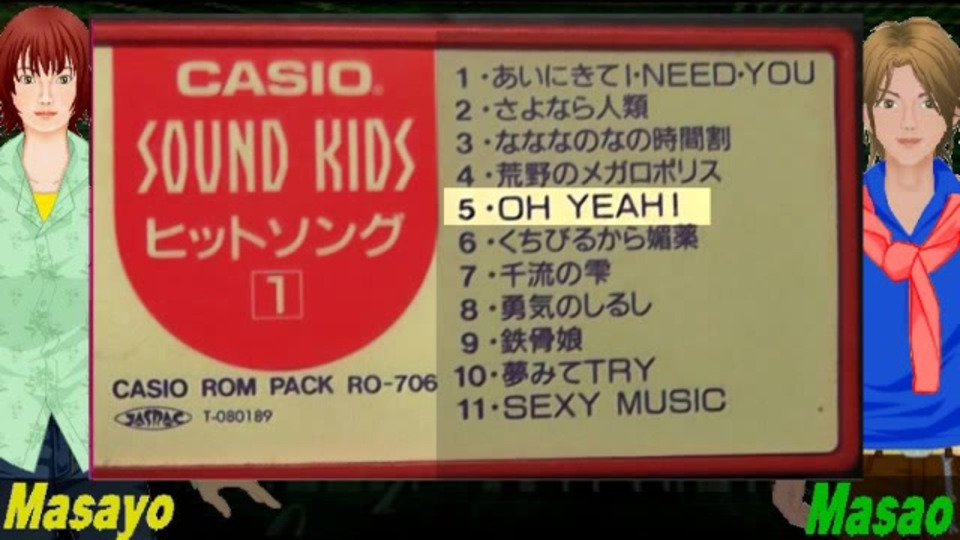 CASIO®
SOUND KIDS
ヒットソング
1
CASIO ROM PACK RO-706
JASRAC T-080189
1・あいにきてI・NEED・YOU
2・さよなら人類
3・なななのなの時間割
4・荒野のメガロポリス
5・OH YEAH!
6・くちびるから媚薬
7・千流の雫
8・勇気のしるし
9・鉄骨娘
10・夢みてTRY
11・SEXY MUSIC
Masayo
Masao